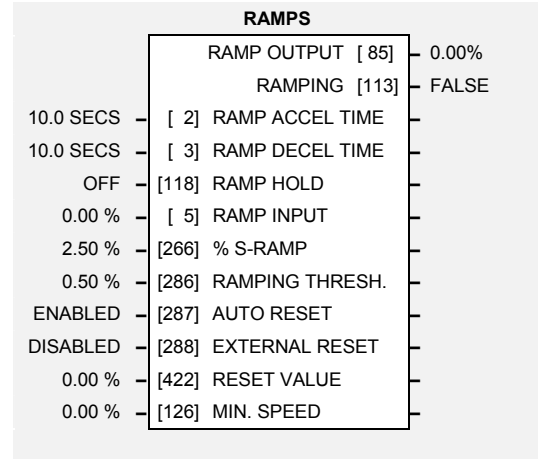 RAMPS
RAMP OUTPUT [ 85] 0.00%
RAMPING [113] FALSE
10.0 SECS [ 2] RAMP ACCEL TIME
10.0 SECS [ 3] RAMP DECEL TIME
OFF [118] RAMP HOLD
0.00 % [ 5] RAMP INPUT
2.50 % [266] % S-RAMP
0.50 % [286] RAMPING THRESH.
ENABLED [287] AUTO RESET
DISABLED [288] EXTERNAL RESET
0.00 % [422] RESET VALUE
0.00 % [126] MIN. SPEED